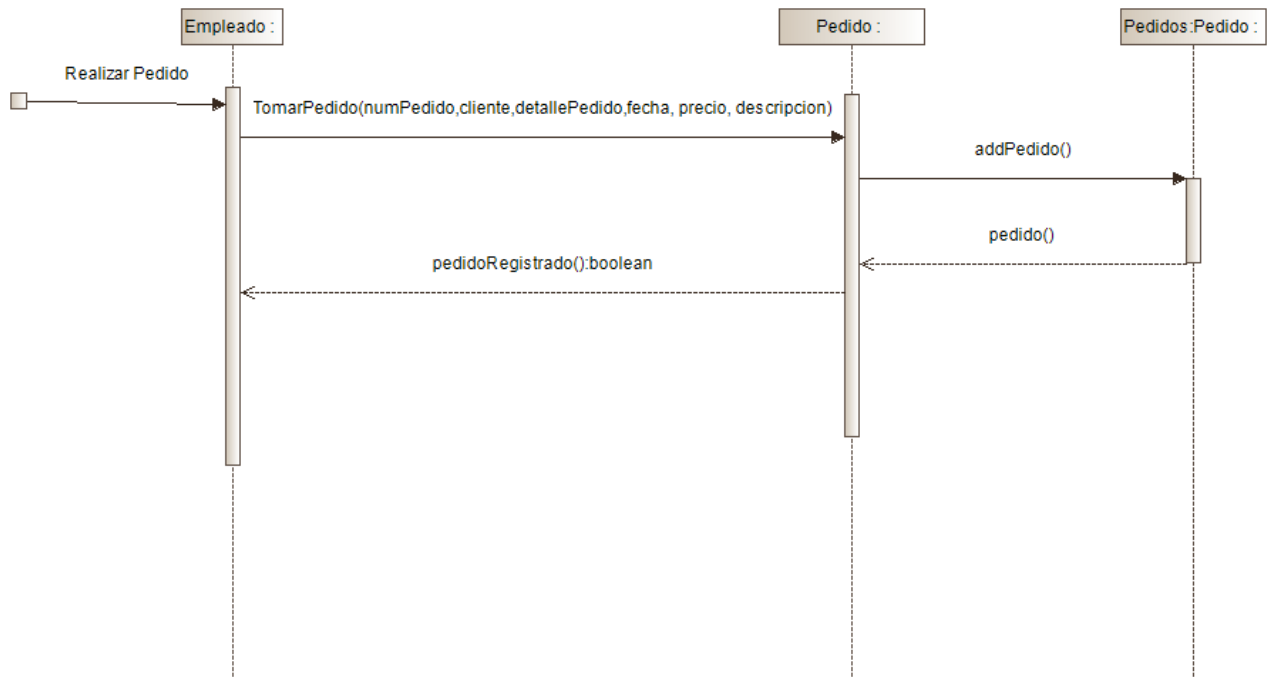 Empleado :
Pedido :
Pedidos:Pedido :
Realizar Pedido
TomarPedido(numPedido,cliente,detallePedido,fecha, precio, descripcion)
addPedido()
pedido()
pedidoRegistrado():boolean